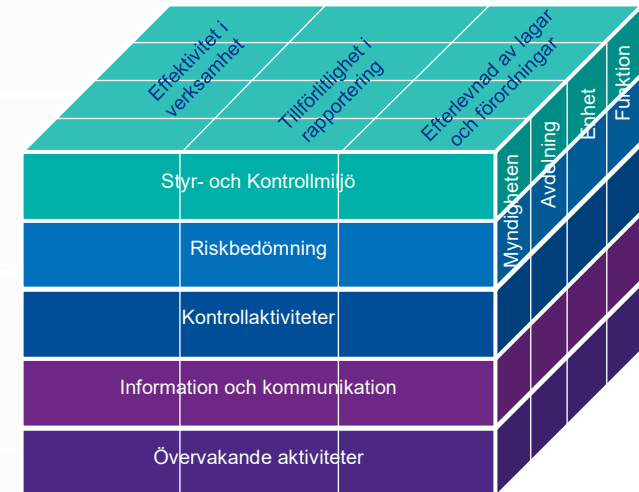 Effektivitet i
verksamhet
Tillförlitlighet i
rapportering
Efterlevnad av lagar
och förordningar
Myndigheten
Avdelning
Enhet
Funktion
Styr- och Kontrollmiljö
Riskbedömning
Kontrollaktiviteter
Information och kommunikation
Övervakande aktiviteter